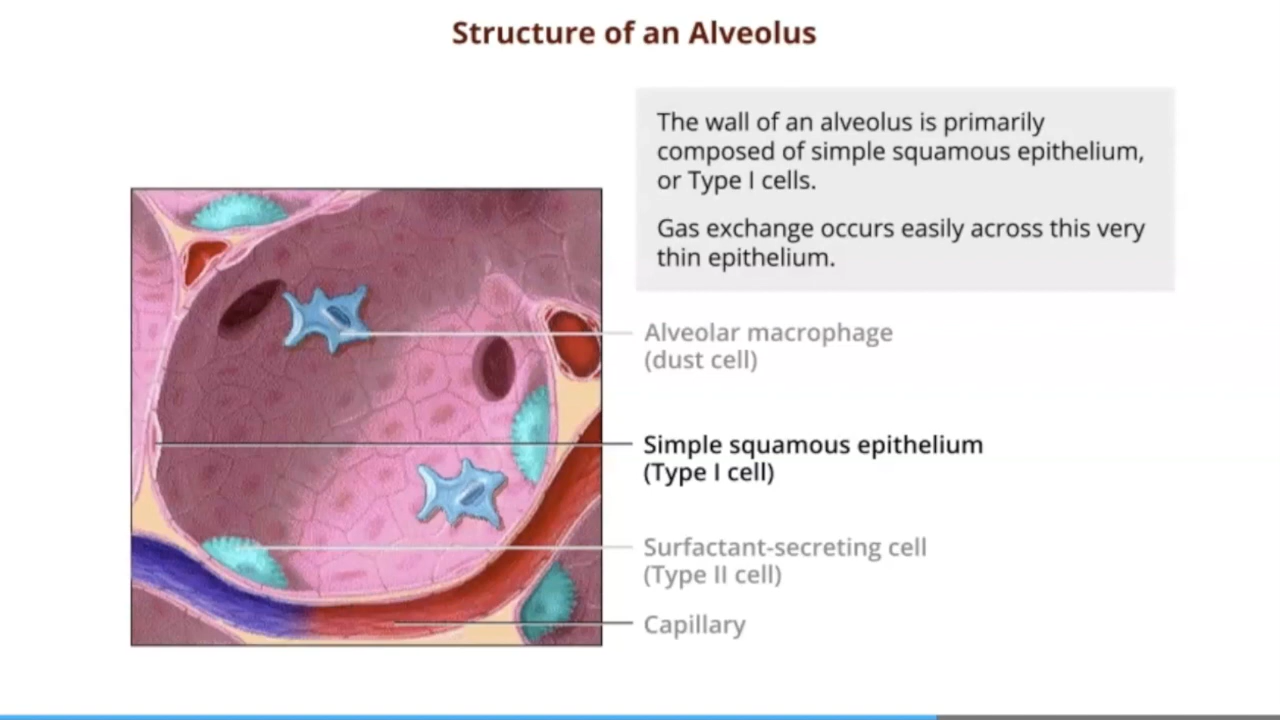 Structure of an Alveolus
The wall of an alveolus is primarily
composed of simple squamous epithelium,
or Type I cells.
Gas exchange occurs easily across this very
thin epithelium.
Alveolar macrophage
(dust cell)
Simple squamous epithelium
(Type I cell)
Surfactant-secreting cell
(Type II cell)
Capillary